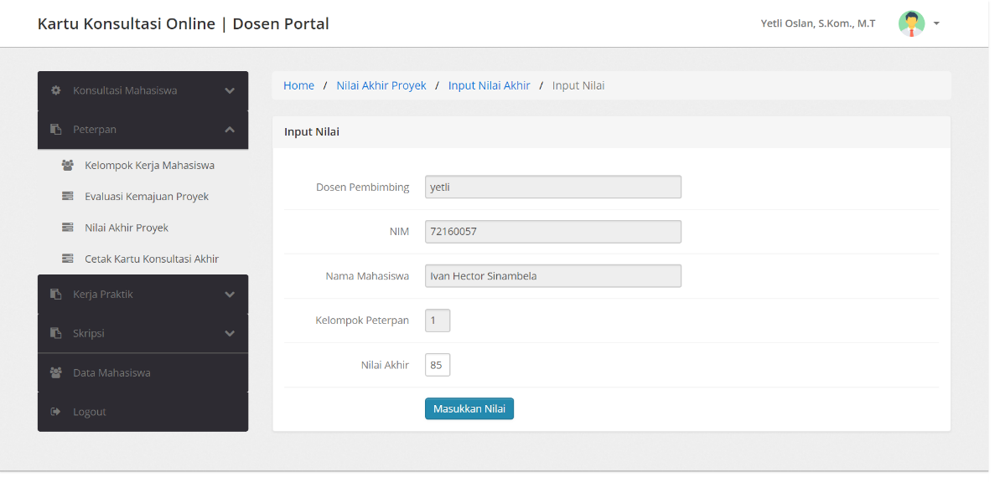 Kartu Konsultasi Online | Dosen Portal
Yetli Oslan, S.Kom., M.T
Konsultasi Mahasiswa
Peterpan
Kelompok Kerja Mahasiswa
Evaluasi Kemajuan Proyek
Nilai Akhir Proyek
Cetak Kartu Konsultasi Akhir
Kerja Praktik
Skripsi
Data Mahasiswa
Logout
Home / Nilai Akhir Proyek / Input Nilai Akhir / Input Nilai
Input Nilai
Dosen Pembimbing yetli
NIM 72160057
Nama Mahasiswa Ivan Hector Sinambela
Kelompok Peterpan 1
Nilai Akhir 85
Masukkan Nilai